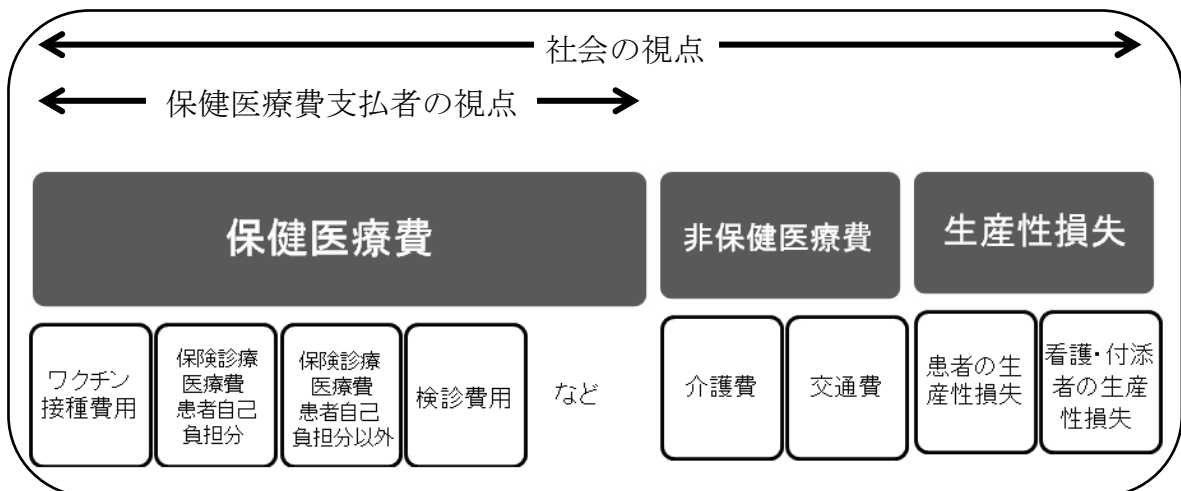 社会の視点
保健医療費支払者の視点
保健医療費
非保健医療費
生産性損失
ワクチン
接種費用
保険診療
医療費
患者自己
負担分
保険診療
医療費
患者自己
負担分以外
検診費用
など
介護費
交通費
患者の生
産性損失
看護・付添
者の生産
性損失